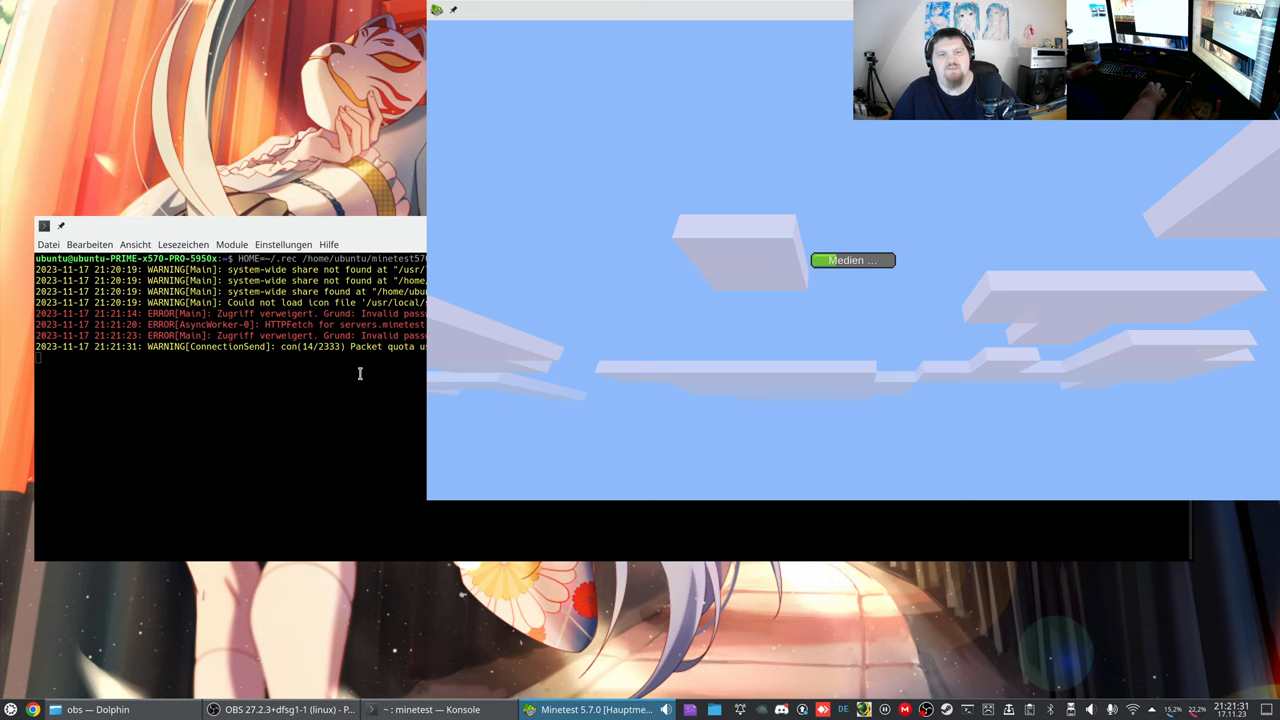 Medien ...
Datei Bearbeiten Ansicht Lesezeichen Module Einstellungen Hilfe
ubuntu@ubuntu-PRIME-x570-PRO-5950x:~$ HOME=~/.rec /home/ubuntu/minetest570
2023-11-17 21:20:19: WARNING[Main]: system-wide share not found at "/usr/
2023-11-17 21:20:19: WARNING[Main]: system-wide share not found at "/home
2023-11-17 21:20:19: WARNING[Main]: system-wide share found at "/home/ubu
2023-11-17 21:20:19: WARNING[Main]: Could not load icon file '/usr/local/
2023-11-17 21:21:14: ERROR[Main]: Zugriff verweigert. Grund: Invalid pass
2023-11-17 21:21:20: ERROR[AsyncWorker-0]: HTTPFetch for servers.minetest
2023-11-17 21:21:23: ERROR[Main]: Zugriff verweigert. Grund: Invalid pass
2023-11-17 21:21:31: WARNING[ConnectionSend]: con(14/2333) Packet quota us
obs — Dolphin
OBS 27.2.3+dfsg1-1 (linux) - P...
~ : minetest — Konsole
Minetest 5.7.0 [Hauptme...
DE
15,2% 22,2%
21:21:31
17.11.23